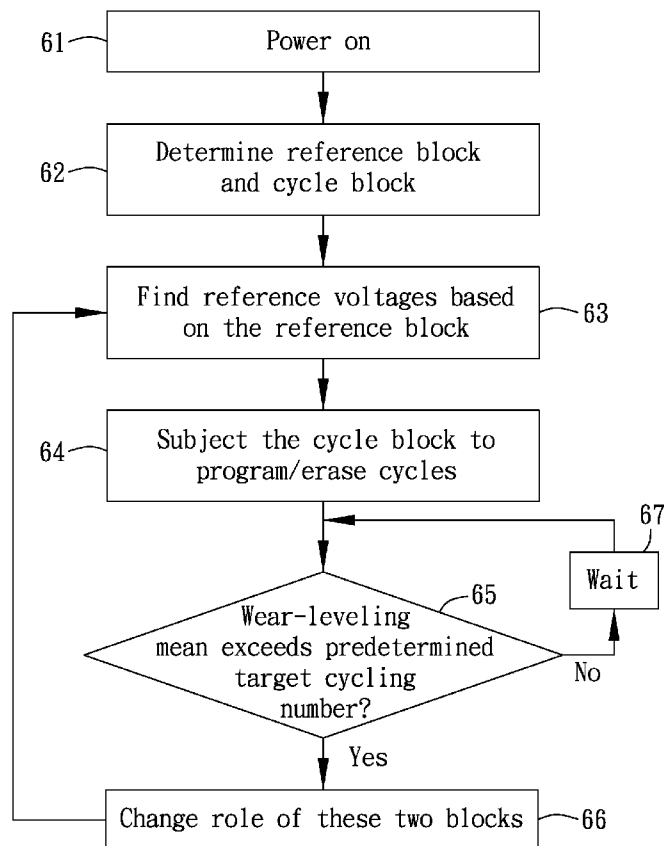 61
Power on
62
Determine reference block
and cycle block
Find reference voltages based
on the reference block
63
64
Subject the cycle block to
program/erase cycles
67
Wait
65
Wear-leveling
mean exceeds predetermined
target cycling
number?
No
Yes
Change role of these two blocks
66